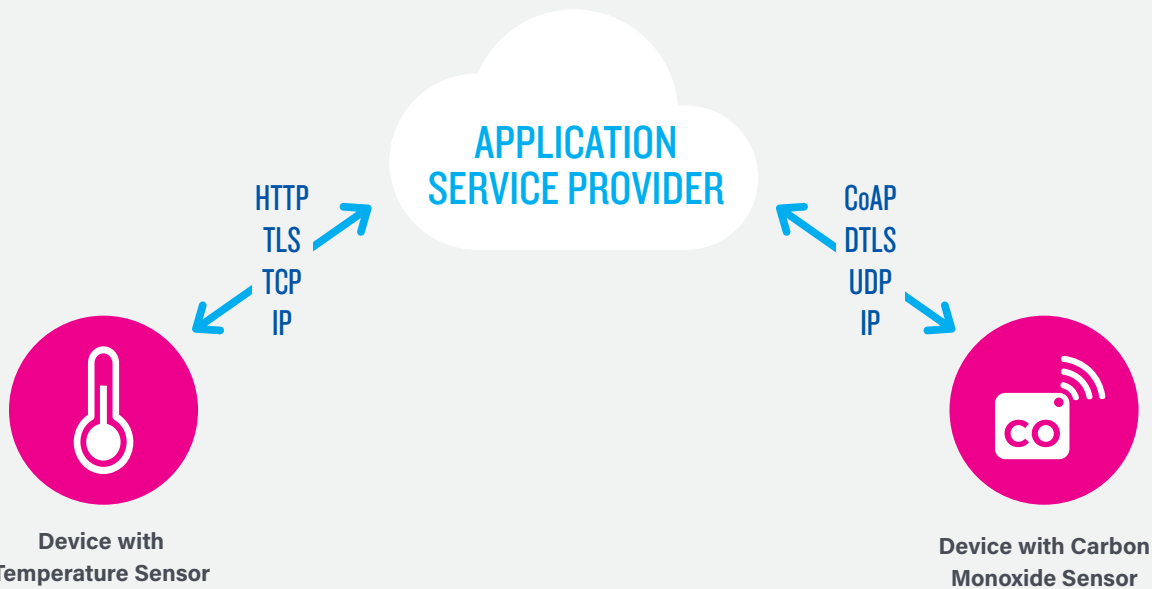 APPLICATION
SERVICE PROVIDER
HTTP
TLS
TCP
IP
CoAP
DTLS
UDP
IP
CO
Device with
Temperature Sensor
Device with Carbon
Monoxide Sensor